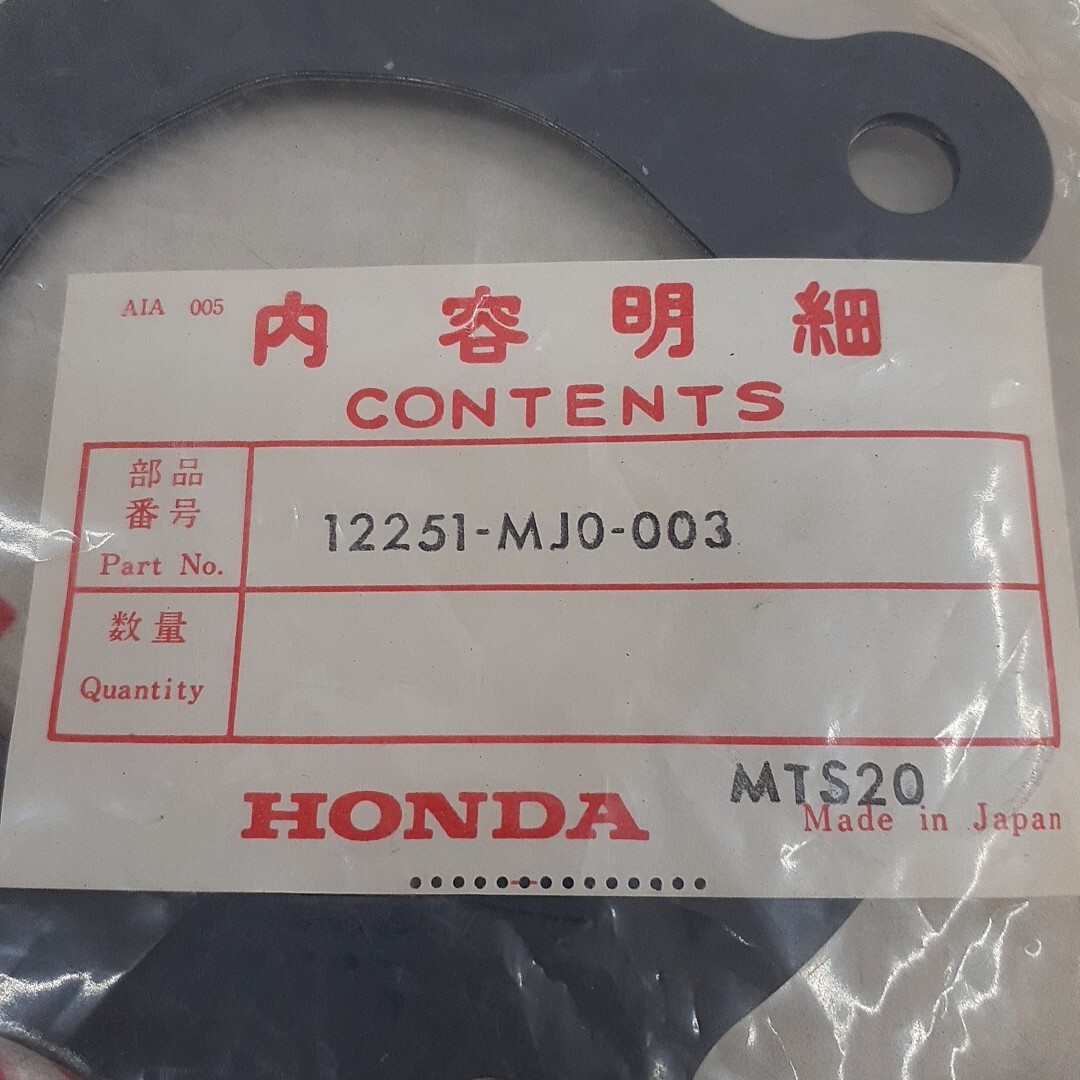 AIA 005
内容明細
CONTENTS
部品
番号
Part No.
12251-MJ0-003
数量
Quantity
MTS20
HONDA
Made in Japan